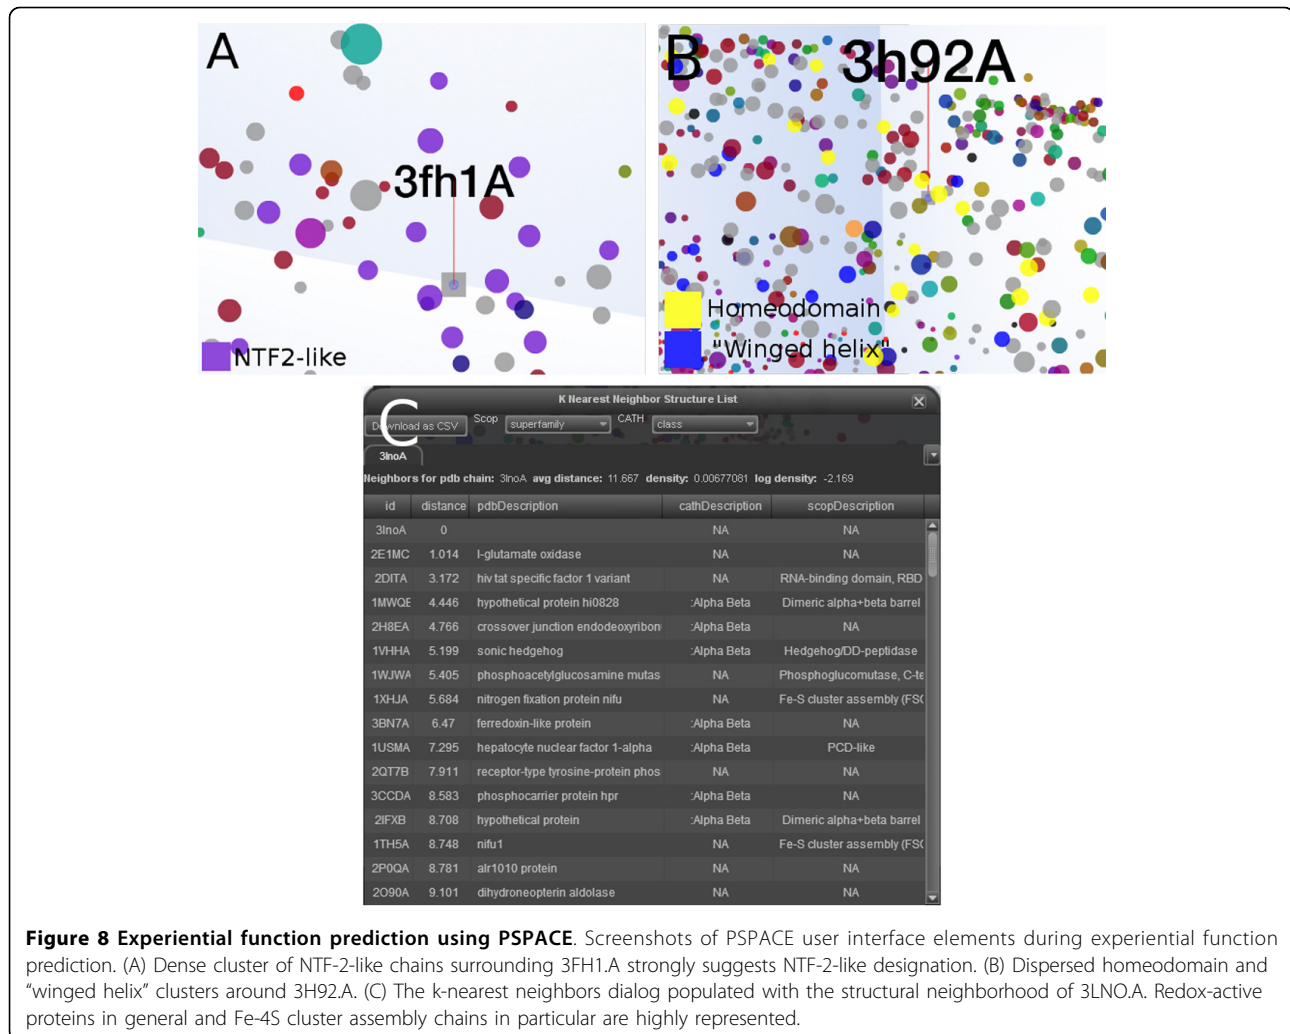 A
3fh1A
NTF2-like
B
3h92A
Homeodomain
"Winged helix"
C
K Nearest Neighbor Structure List
Download as CSV Scop superfamily CATH class
3lnoA
Neighbors for pdb chain: 3lnoA avg distance: 11.667 density: 0.00677081 log density: -2.169
id distance pdbDescription cathDescription scopDescription
3lnoA 0 NA NA
2E1MC 1.014 l-glutamate oxidase NA NA
2DITA 3.172 hiv tat specific factor 1 variant NA RNA-binding domain, RBD
1MWQE 4.446 hypothetical protein hi0828 :Alpha Beta Dimeric alpha+beta barrel
2H8EA 4.766 crossover junction endodeoxyribon :Alpha Beta NA
1VHHA 5.199 sonic hedgehog :Alpha Beta Hedgehog/DD-peptidase
1WJWA 5.405 phosphoacetylglucosamine mutas NA Phosphoglucomutase, C-te
1XHJA 5.684 nitrogen fixation protein nifu NA Fe-S cluster assembly (FSC
3BN7A 6.47 ferredoxin-like protein :Alpha Beta NA
1USMA 7.295 hepatocyte nuclear factor 1-alpha :Alpha Beta PCD-like
2QT7B 7.911 receptor-type tyrosine-protein phos NA NA
3CCDA 8.583 phosphocarrier protein hpr :Alpha Beta NA
2IFXB 8.708 hypothetical protein :Alpha Beta Dimeric alpha+beta barrel
1TH5A 8.748 nifu1 NA Fe-S cluster assembly (FSC
2P0QA 8.781 alr1010 protein NA NA
2O90A 9.101 dihydroneopterin aldolase NA NA
Figure 8 Experiential function prediction using PSPACE. Screenshots of PSPACE user interface elements during experiential function
prediction. (A) Dense cluster of NTF-2-like chains surrounding 3FH1.A strongly suggests NTF-2-like designation. (B) Dispersed homeodomain and
"winged helix" clusters around 3H92.A. (C) The k-nearest neighbors dialog populated with the structural neighborhood of 3LNO.A. Redox-active
proteins in general and Fe-4S cluster assembly chains in particular are highly represented.